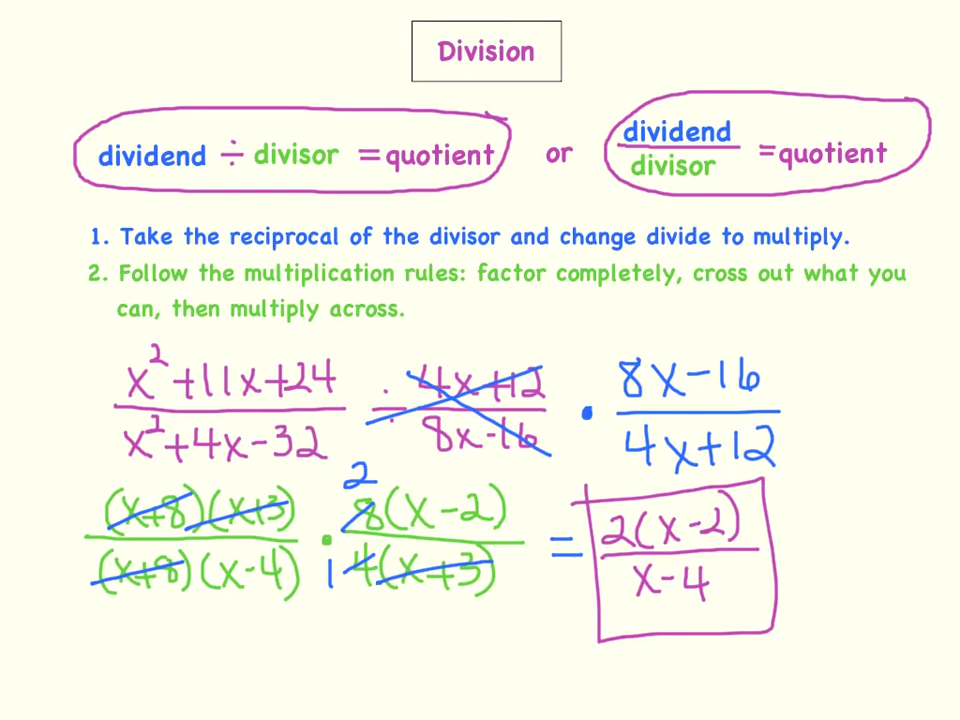 Division
dividend ÷ divisor = quotient or dividend/divisor = quotient
1. Take the reciprocal of the divisor and change divide to multiply.
2. Follow the multiplication rules: factor completely, cross out what you
can, then multiply across.
x²+11x+24 / x²+4x-32 ÷ 4x+12 / 8x-16 · 8x-16 / 4x+12
2
(x+8)(x+3) / (x+8)(x-4) · 8(x-2) / 1 4(x+3) = 2(x-2) / x-4